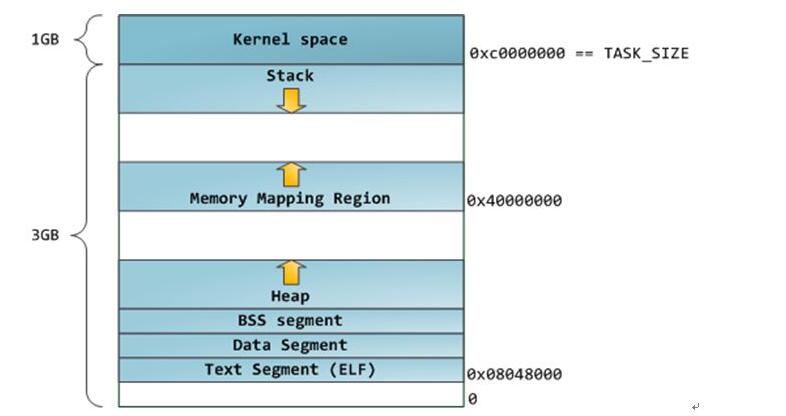 1GB
Kernel space
0xc0000000 == TASK_SIZE
Stack
Memory Mapping Region
0x40000000
3GB
Heap
BSS segment
Data Segment
Text Segment (ELF)
0x08048000
0
↵